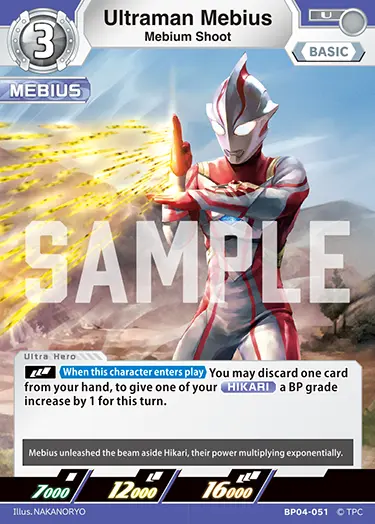 Ultraman Mebius
Mebium Shoot
3
U
BASIC
MEBIUS
SAMPLE
Ultra Hero
When this character enters play You may discard one card
from your hand, to give one of your HIKARI a BP grade
increase by 1 for this turn.
Mebius unleashed the beam aside Hikari, their power multiplying exponentially.
7000 12000 16000
Illus. NAKANORYO BP04-051 © TPC